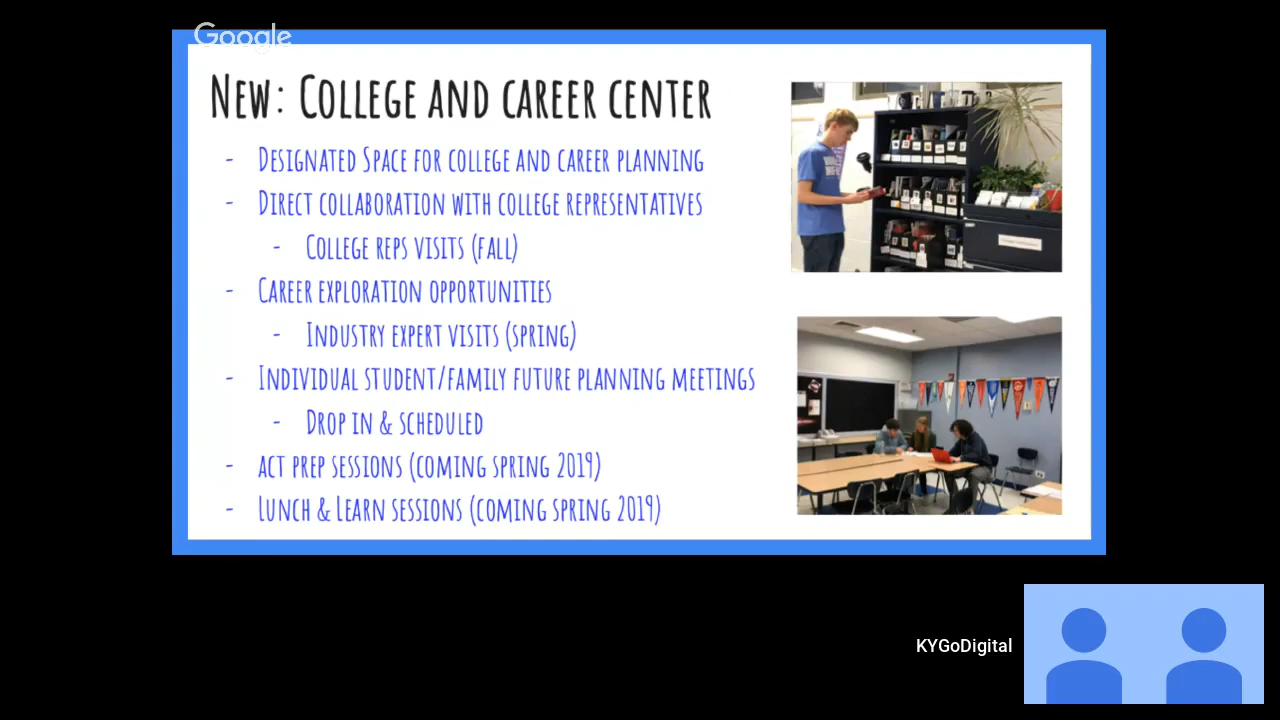 Google
New: College and career center
- Designated Space for college and career planning
- Direct collaboration with college representatives
- College reps visits (fall)
- Career exploration opportunities
- Industry expert visits (spring)
- Individual student/family future planning meetings
- Drop in & scheduled
- ACT prep sessions (coming spring 2019)
- Lunch & Learn sessions (coming spring 2019)
KYGoDigital